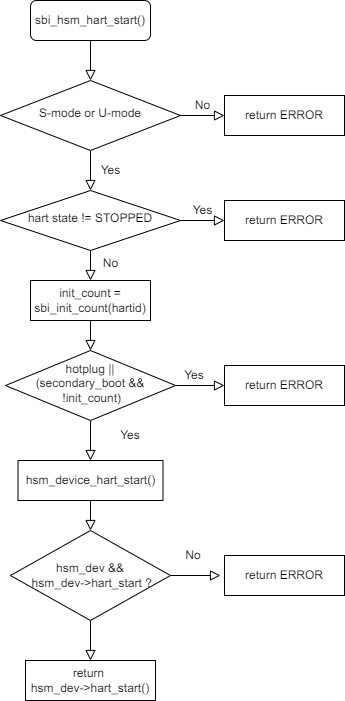 sbi_hsm_hart_start()
S-mode or U-mode
No
return ERROR
Yes
hart state != STOPPED
Yes
return ERROR
No
init_count =
sbi_init_count(hartid)
hotplug ||
(secondary_boot &&
!init_count)
Yes
return ERROR
Yes
hsm_device_hart_start()
hsm_dev &&
hsm_dev->hart_start ?
No
return ERROR
return
hsm_dev->hart_start()